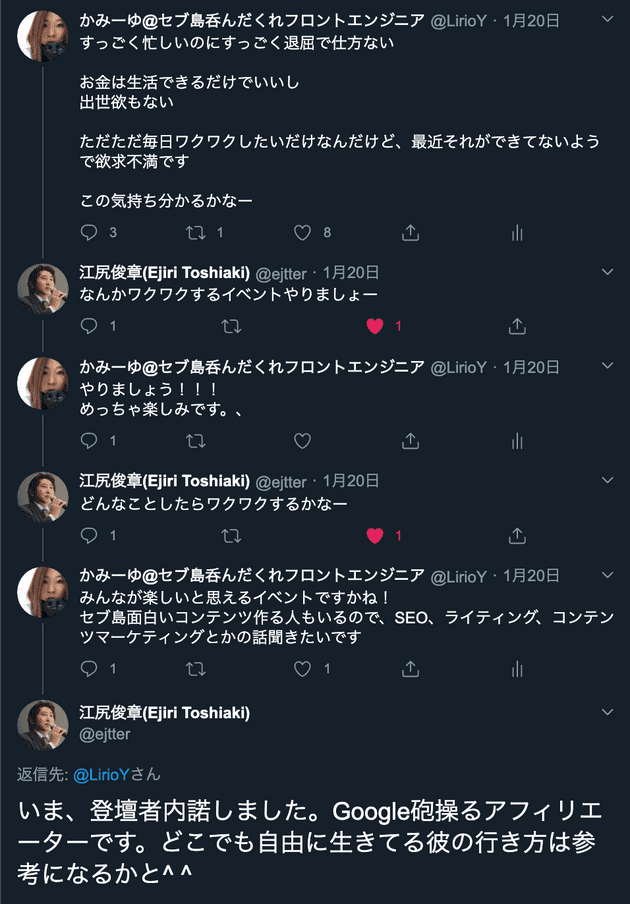 かみーゆ@セブ島呑んだくれフロントエンジニア @LirioY · 1月20日
すっごく忙しいのにすっごく退屈で仕方ない
お金は生活できるだけでいいし
出世欲もない
ただただ毎日ワクワクしたいだけなんだけど、最近それができてないよう
で欲求不満です
この気持ち分かるかなー
3 1 8
江尻俊章(Ejiri Toshiaki) @ejtter · 1月20日
なんかワクワクするイベントやりましょー
1 1
かみーゆ@セブ島呑んだくれフロントエンジニア @LirioY · 1月20日
やりましょう！！！
めっちゃ楽しみです。、
1
江尻俊章(Ejiri Toshiaki) @ejtter · 1月20日
どんなことしたらワクワクするかなー
1 1
かみーゆ@セブ島呑んだくれフロントエンジニア @LirioY · 1月20日
みんなが楽しいと思えるイベントですかね！
セブ島面白いコンテンツ作る人もいるので、SEO、ライティング、コンテン
ツマーケティングとかの話聞きたいです
1 1
江尻俊章(Ejiri Toshiaki)
@ejtter
返信先: @LirioYさん
いま、登壇者内諾しました。Google砲操るアフィリエ
ーターです。どこでも自由に生きてる彼の行き方は参
考になるかと^ ^